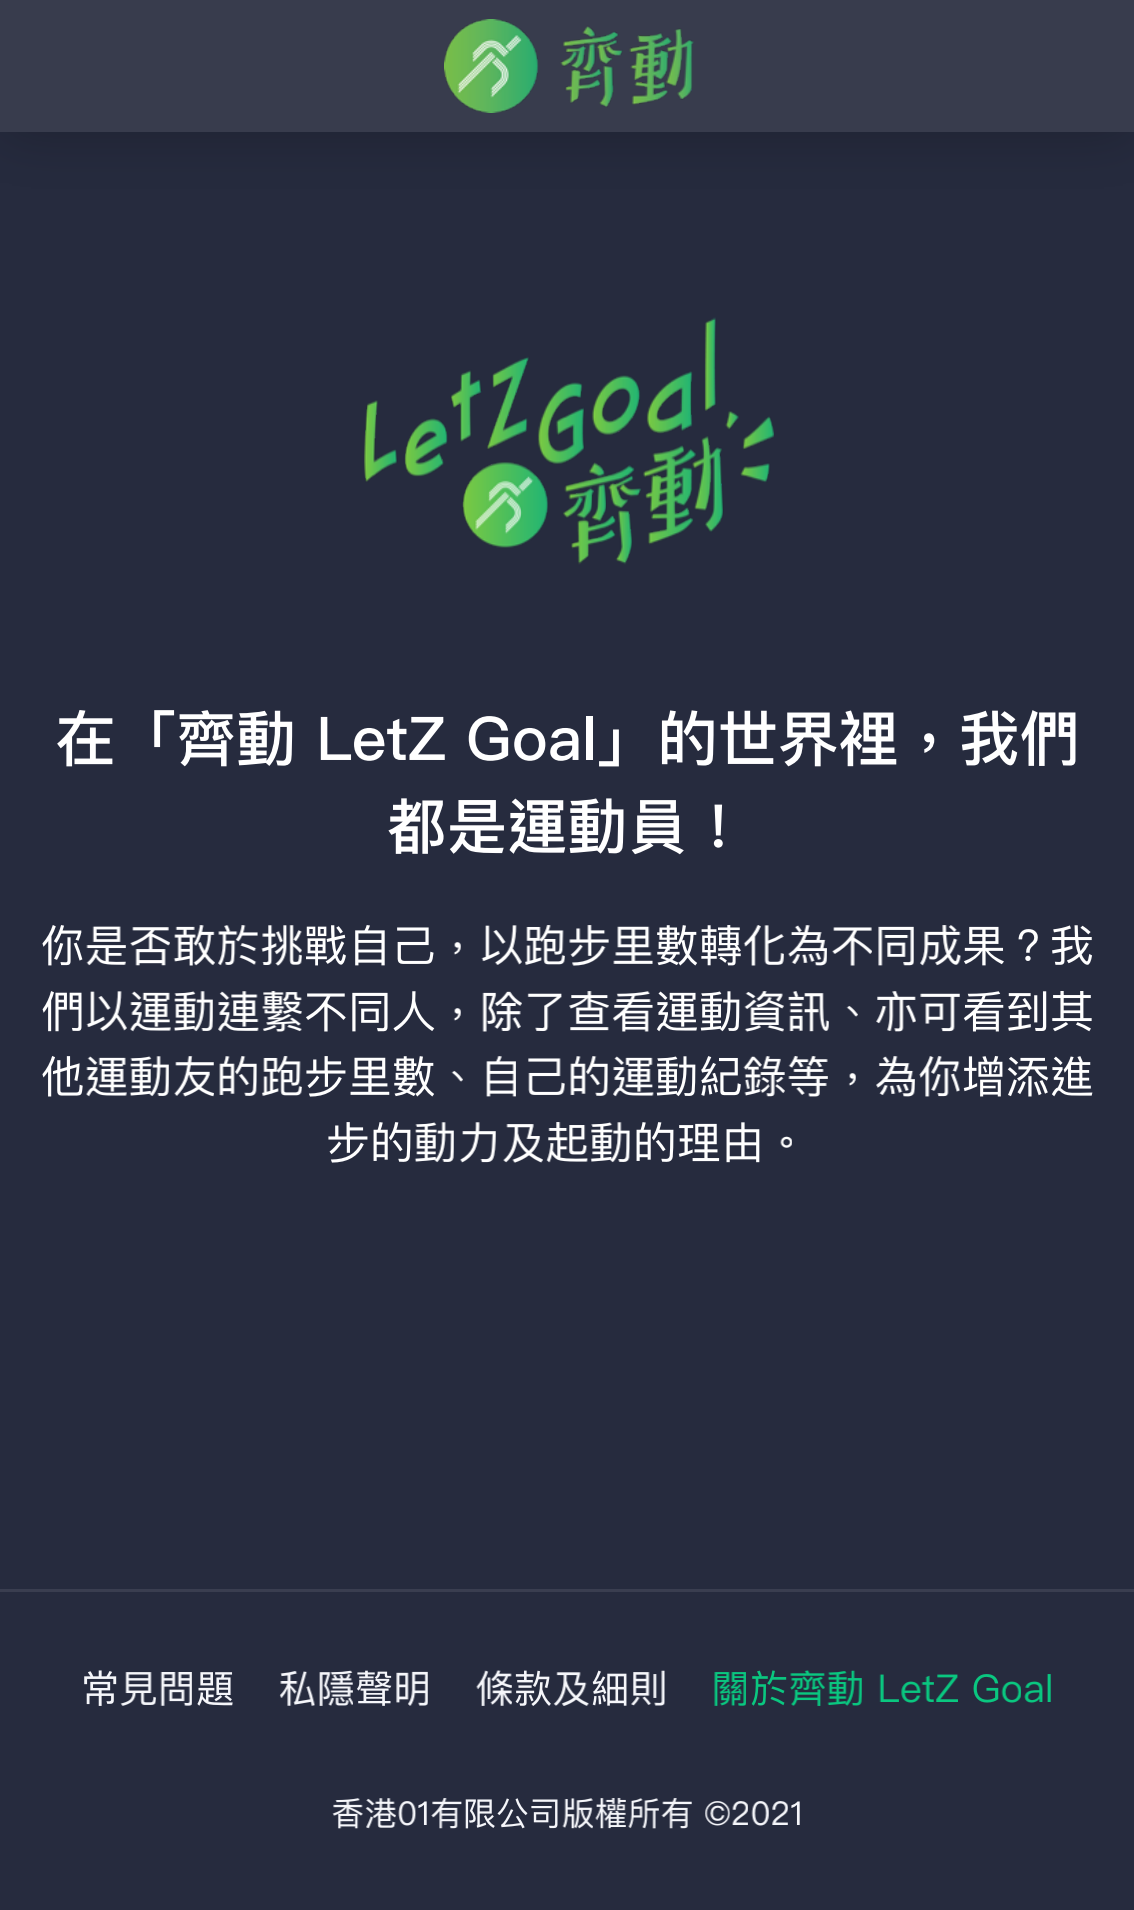 齊動
LetZ Goal
齊動
在「齊動 LetZ Goal」的世界裡，我們
都是運動員！
你是否敢於挑戰自己，以跑步里數轉化為不同成果？我
們以運動連繫不同人，除了查看運動資訊、亦可看到其
他運動友的跑步里數、自己的運動紀錄等，為你增添進
步的動力及起動的理由。
常見問題 私隱聲明 條款及細則 關於齊動 LetZ Goal
香港01有限公司版權所有 ©2021